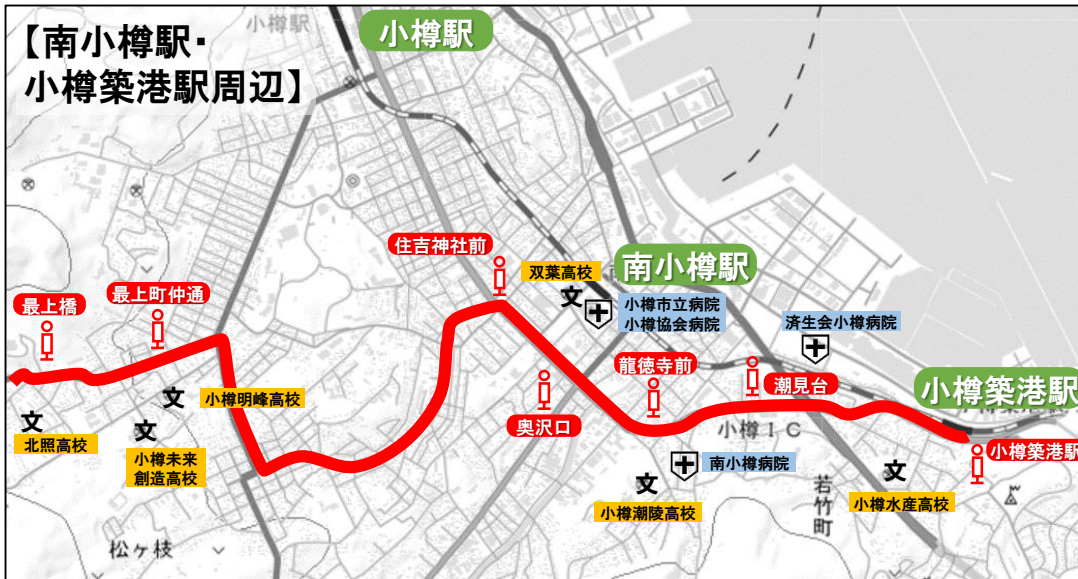 【南小樽駅・
小樽築港駅周辺】
小樽駅
小樽駅
住吉神社前
双葉高校
南小樽駅
小樽市立病院
小樽協会病院
済生会小樽病院
最上橋
最上町仲通
龍徳寺前
潮見台
小樽築港駅
小樽明峰高校
奥沢口
小樽IC
北照高校
小樽未来
創造高校
南小樽病院
小樽築港駅
小樽潮陵高校
若竹町
小樽水産高校
松ヶ枝